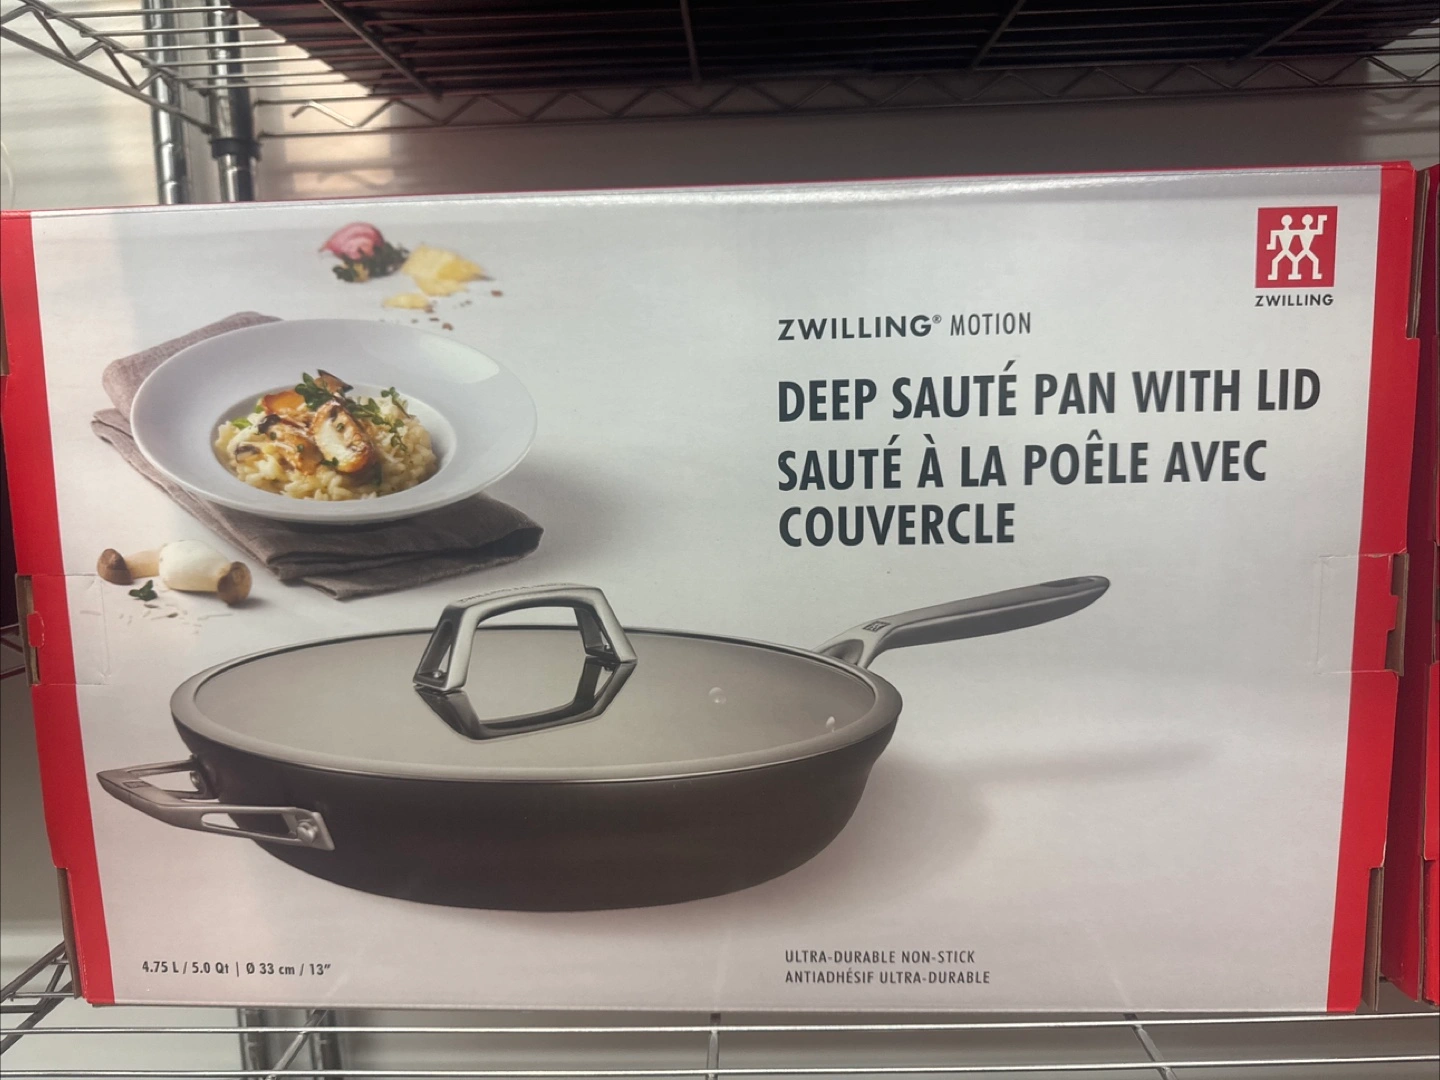 ZWILLING
ZWILLING® MOTION
DEEP SAUTÉ PAN WITH LID
SAUTÉ À LA POÊLE AVEC
COUVERCLE
4.75 L / 5.0 Qt | Ø 33 cm / 13"
ULTRA-DURABLE NON-STICK
ANTIADHÉSIF ULTRA-DURABLE